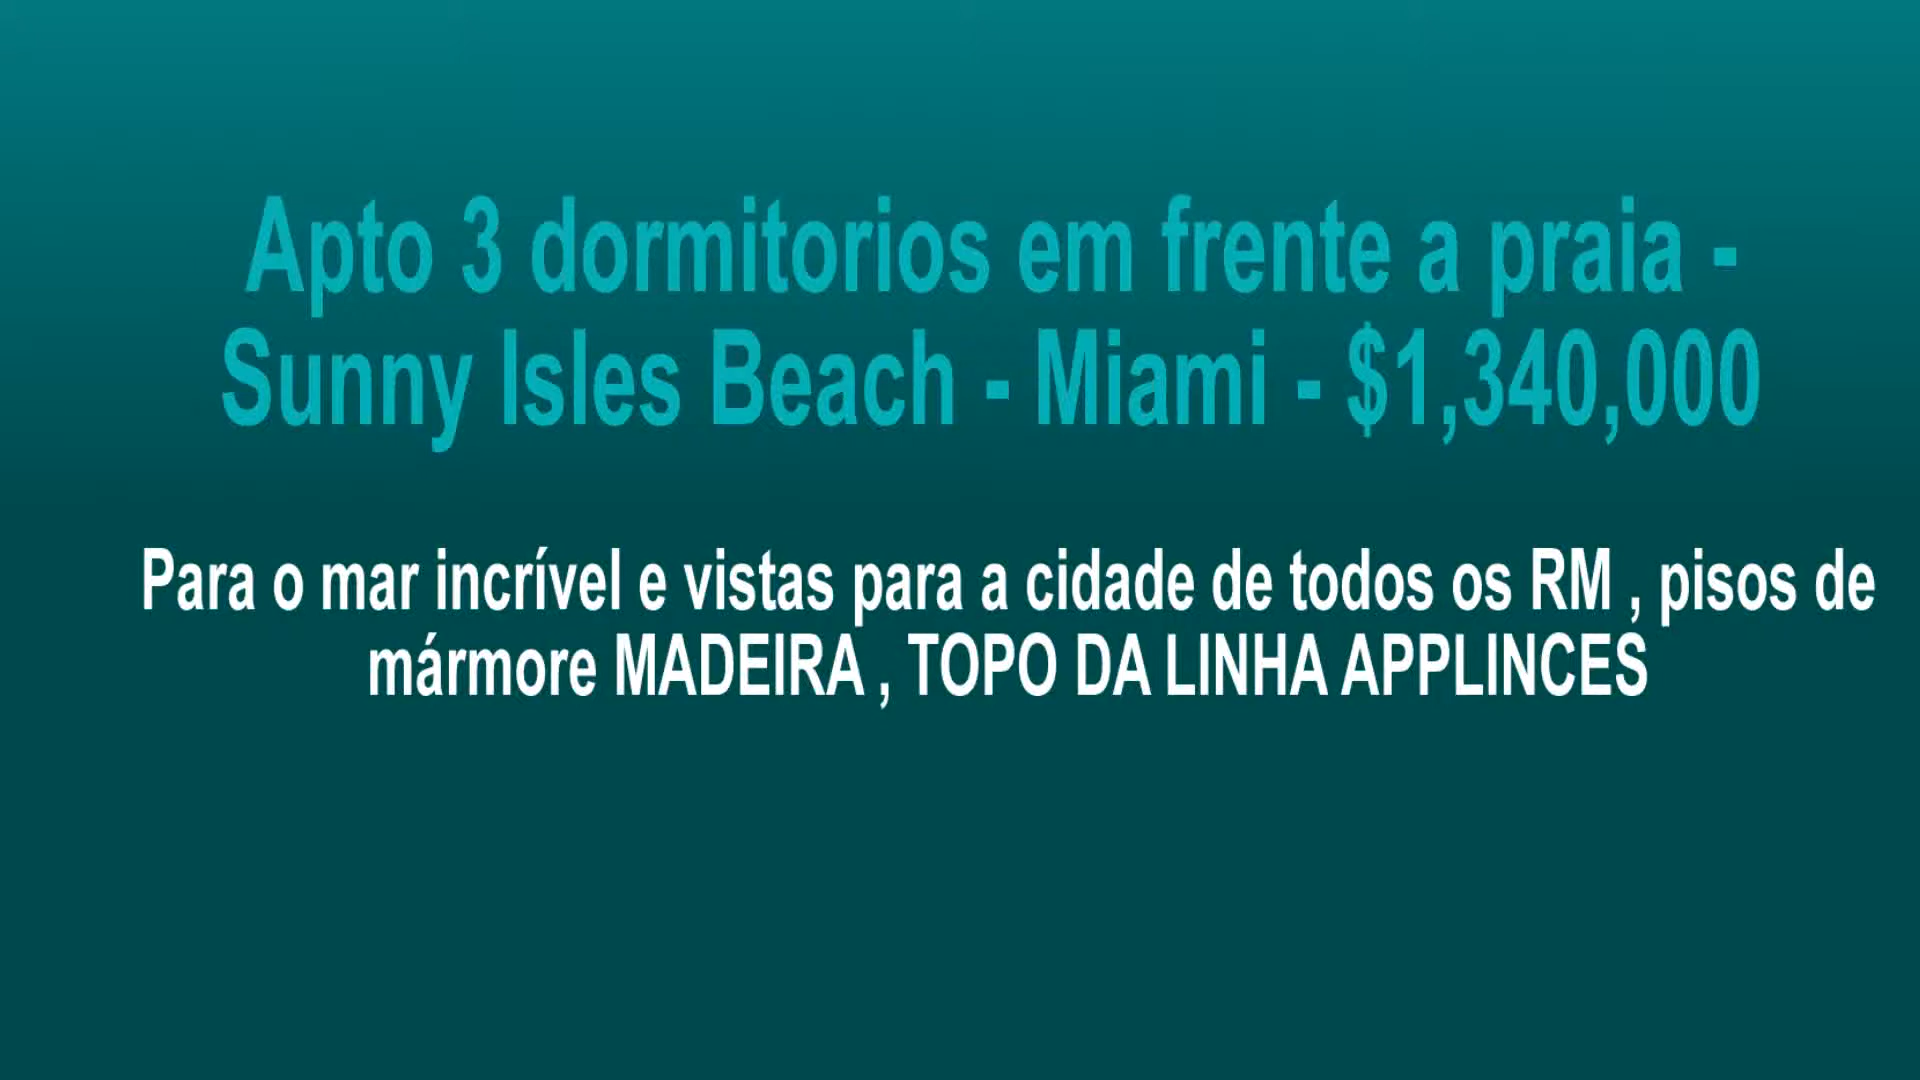 Apto 3 dormitorios em frente a praia -
Sunny Isles Beach - Miami - $1,340,000
Para o mar incrível e vistas para a cidade de todos os RM , pisos de
mármore MADEIRA , TOPO DA LINHA APPLINCES